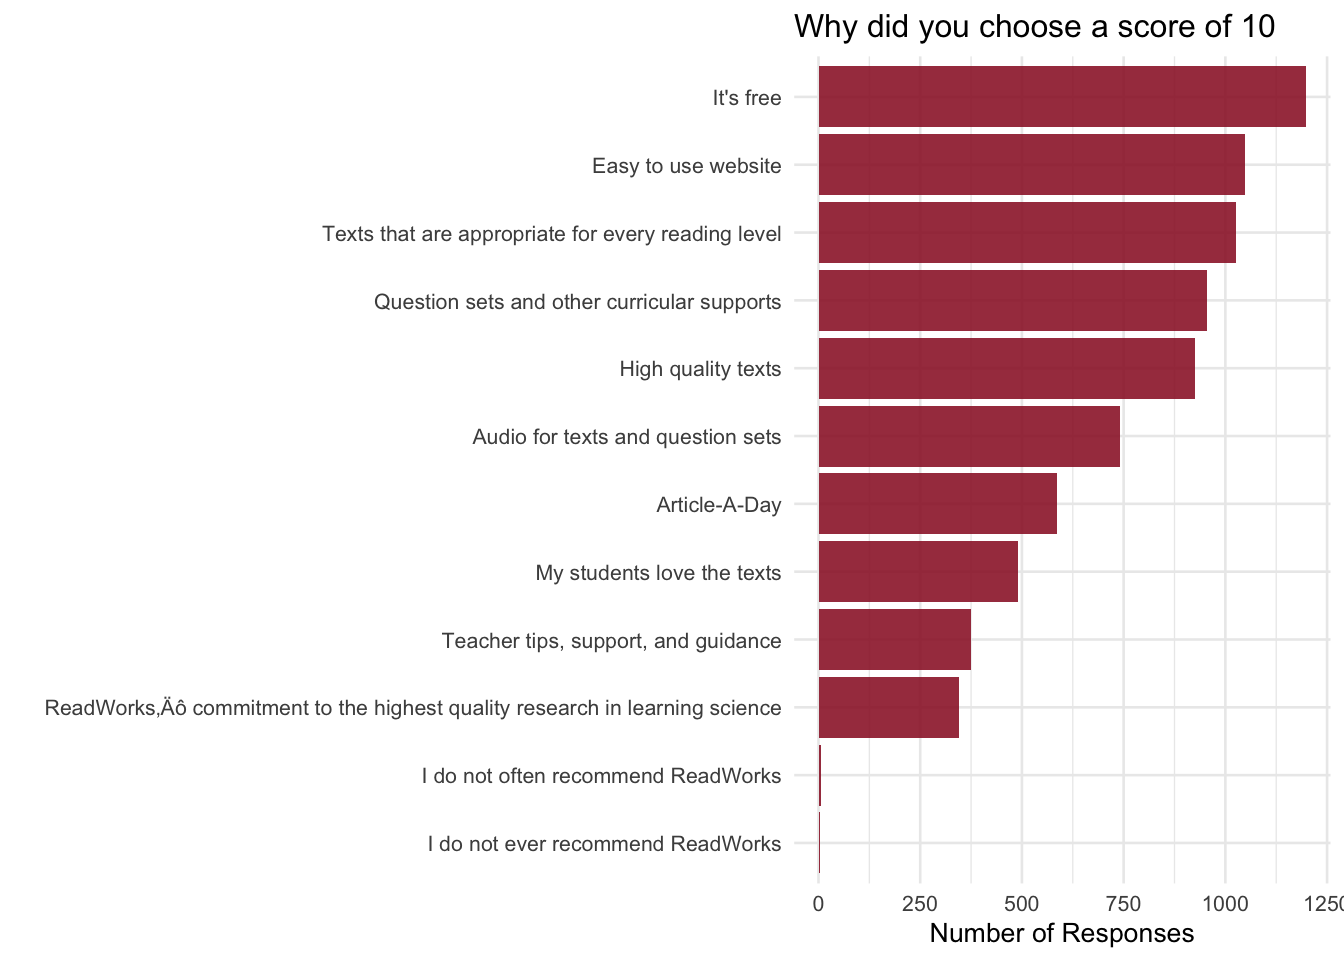 Why did you choose a score of 10
It's free
Easy to use website
Texts that are appropriate for every reading level
Question sets and other curricular supports
High quality texts
Audio for texts and question sets
Article-A-Day
My students love the texts
Teacher tips, support, and guidance
ReadWorks‚Äô commitment to the highest quality research in learning science
I do not often recommend ReadWorks
I do not ever recommend ReadWorks
0 250 500 750 1000 1250
Number of Responses